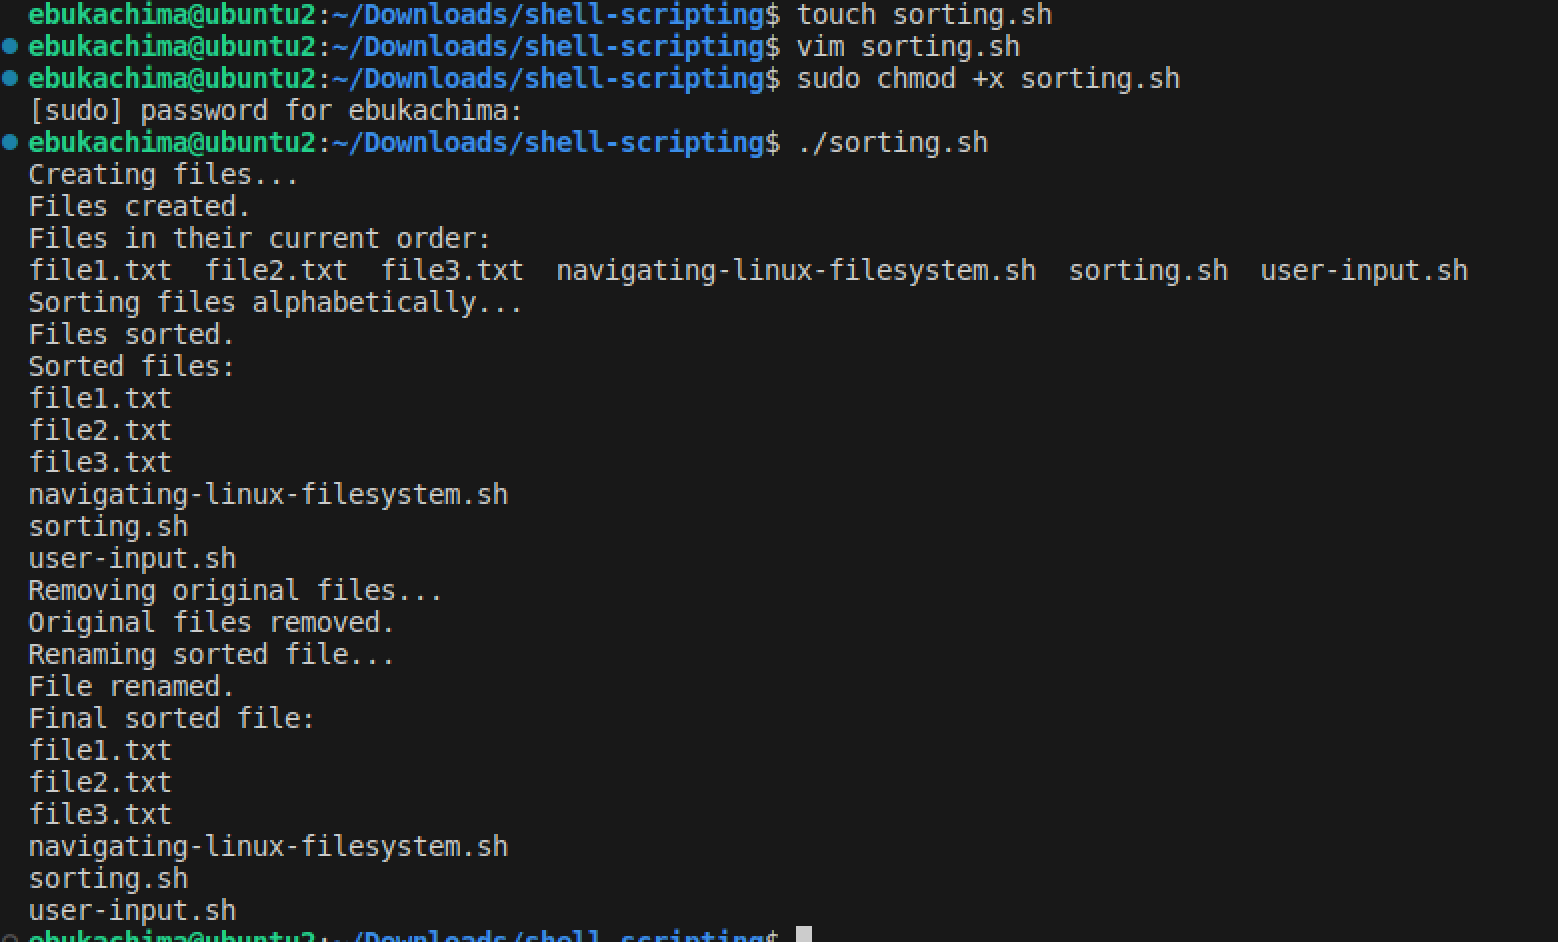 ebukachima@ubuntu2:~/Downloads/shell-scripting$ touch sorting.sh
ebukachima@ubuntu2:~/Downloads/shell-scripting$ vim sorting.sh
ebukachima@ubuntu2:~/Downloads/shell-scripting$ sudo chmod +x sorting.sh
[sudo] password for ebukachima:
ebukachima@ubuntu2:~/Downloads/shell-scripting$ ./sorting.sh
Creating files...
Files created.
Files in their current order:
file1.txt  file2.txt  file3.txt  navigating-linux-filesystem.sh  sorting.sh  user-input.sh
Sorting files alphabetically...
Files sorted.
Sorted files:
file1.txt
file2.txt
file3.txt
navigating-linux-filesystem.sh
sorting.sh
user-input.sh
Removing original files...
Original files removed.
Renaming sorted file...
File renamed.
Final sorted file:
file1.txt
file2.txt
file3.txt
navigating-linux-filesystem.sh
sorting.sh
user-input.sh
ebukachima@ubuntu2:~/Downloads/shell-scripting$